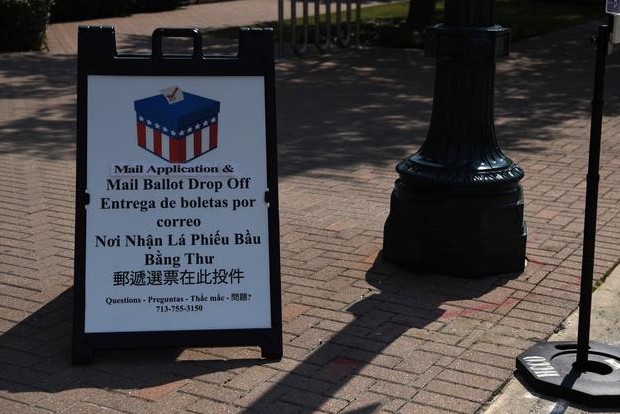 Mail Application &
Mail Ballot Drop Off
Entrega de boletas por
correo
Nơi Nhận Lá Phiếu Bầu
Bằng Thư
郵遞選票在此投件
Questions - Preguntas - Thắc mắc - 問題?
713-755-3150